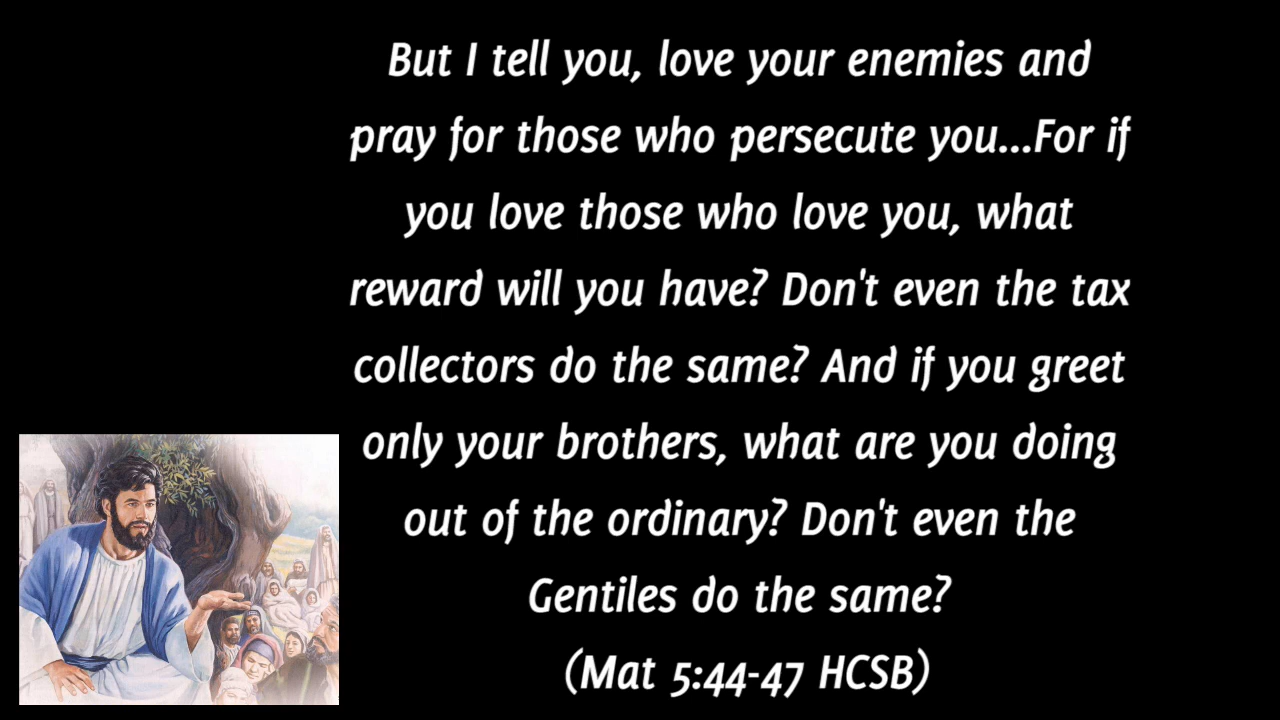 But I tell you, love your enemies and
pray for those who persecute you...For if
you love those who love you, what
reward will you have? Don't even the tax
collectors do the same? And if you greet
only your brothers, what are you doing
out of the ordinary? Don't even the
Gentiles do the same?
(Mat 5:44-47 HCSB)